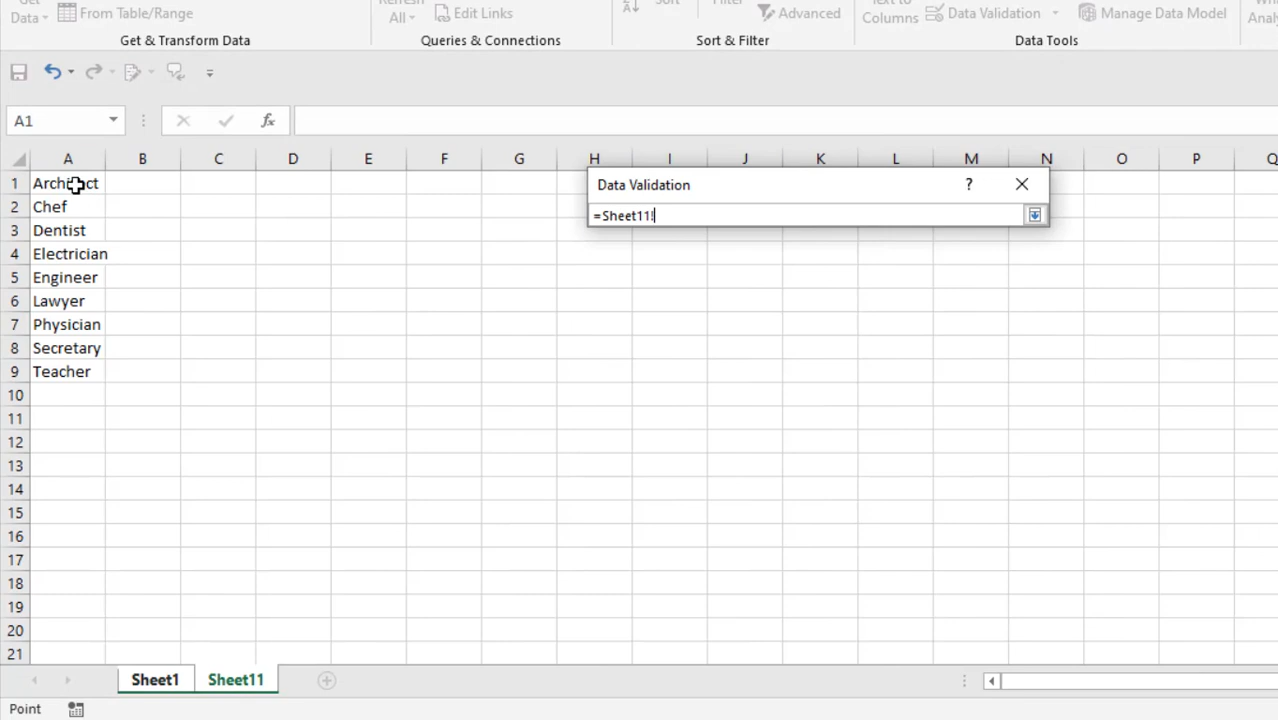 Get
Data
From Table/Range
Refresh
All
Edit Links
Sort
Filter
Advanced
Text to
Columns
Data Validation
Manage Data Model
Get & Transform Data
Queries & Connections
Sort & Filter
Data Tools
A1
fx
A B C D E F G H I J K L M N O P Q
Data Validation ? ×
=Sheet11!
1 Architect
2 Chef
3 Dentist
4 Electrician
5 Engineer
6 Lawyer
7 Physician
8 Secretary
9 Teacher
10
11
12
13
14
15
16
17
18
19
20
21
Sheet1 Sheet11
Point